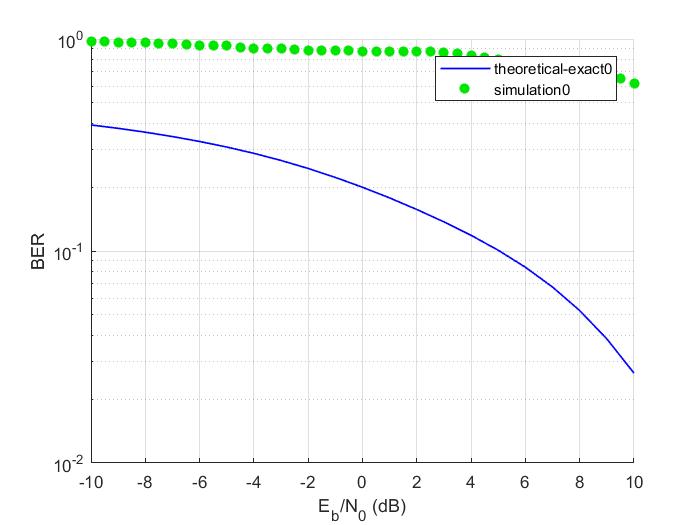 10^0
theoretical-exact0
simulation0
BER
10^-1
10^-2
-10 -8 -6 -4 -2 0 2 4 6 8 10
E_b/N_0 (dB)